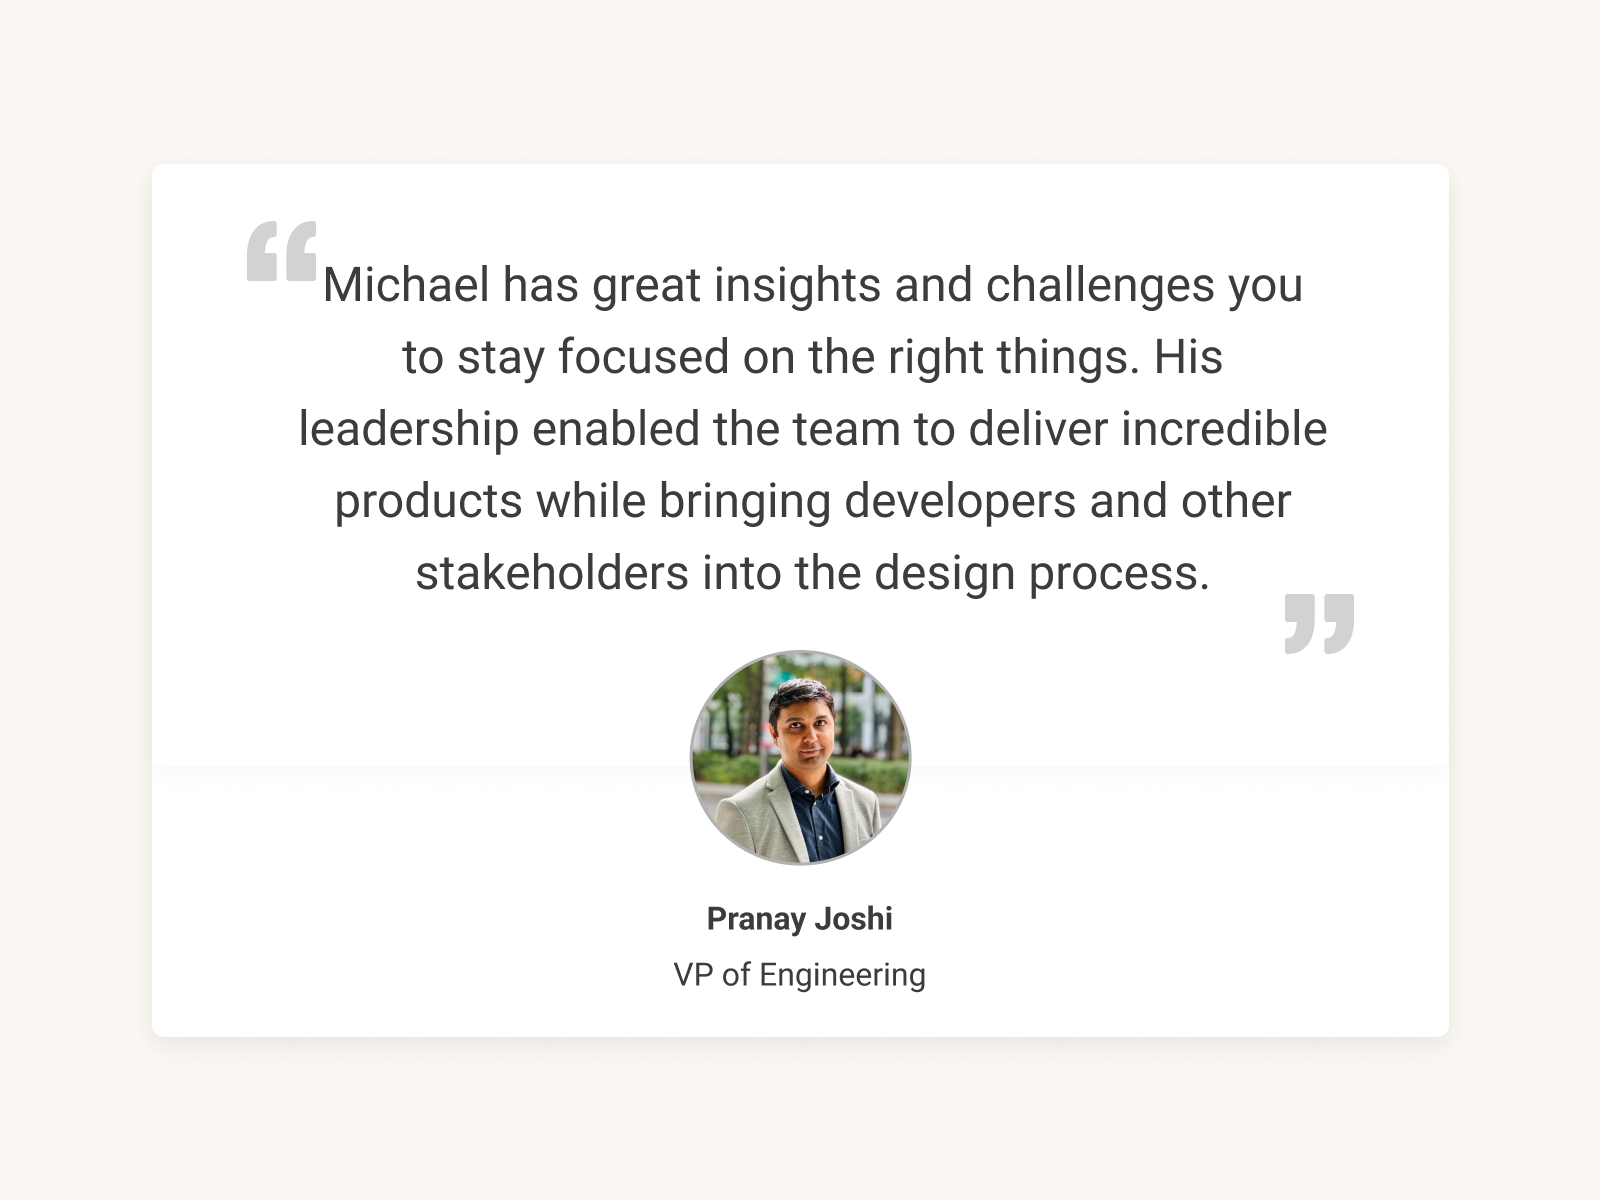 “Michael has great insights and challenges you
to stay focused on the right things. His
leadership enabled the team to deliver incredible
products while bringing developers and other
stakeholders into the design process.”
Pranay Joshi
VP of Engineering